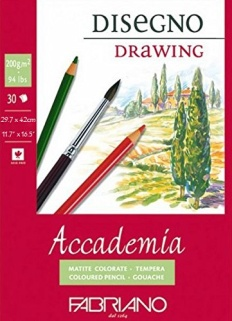 DISEGNO
DRAWING
200g/m²
94 lbs
30
29.7 x 42cm
11.7" x 16.5"
Accademia
MATITE COLORATE - TEMPERA
COLOURED PENCIL - GOUACHE
FABRIANO
dal 1264